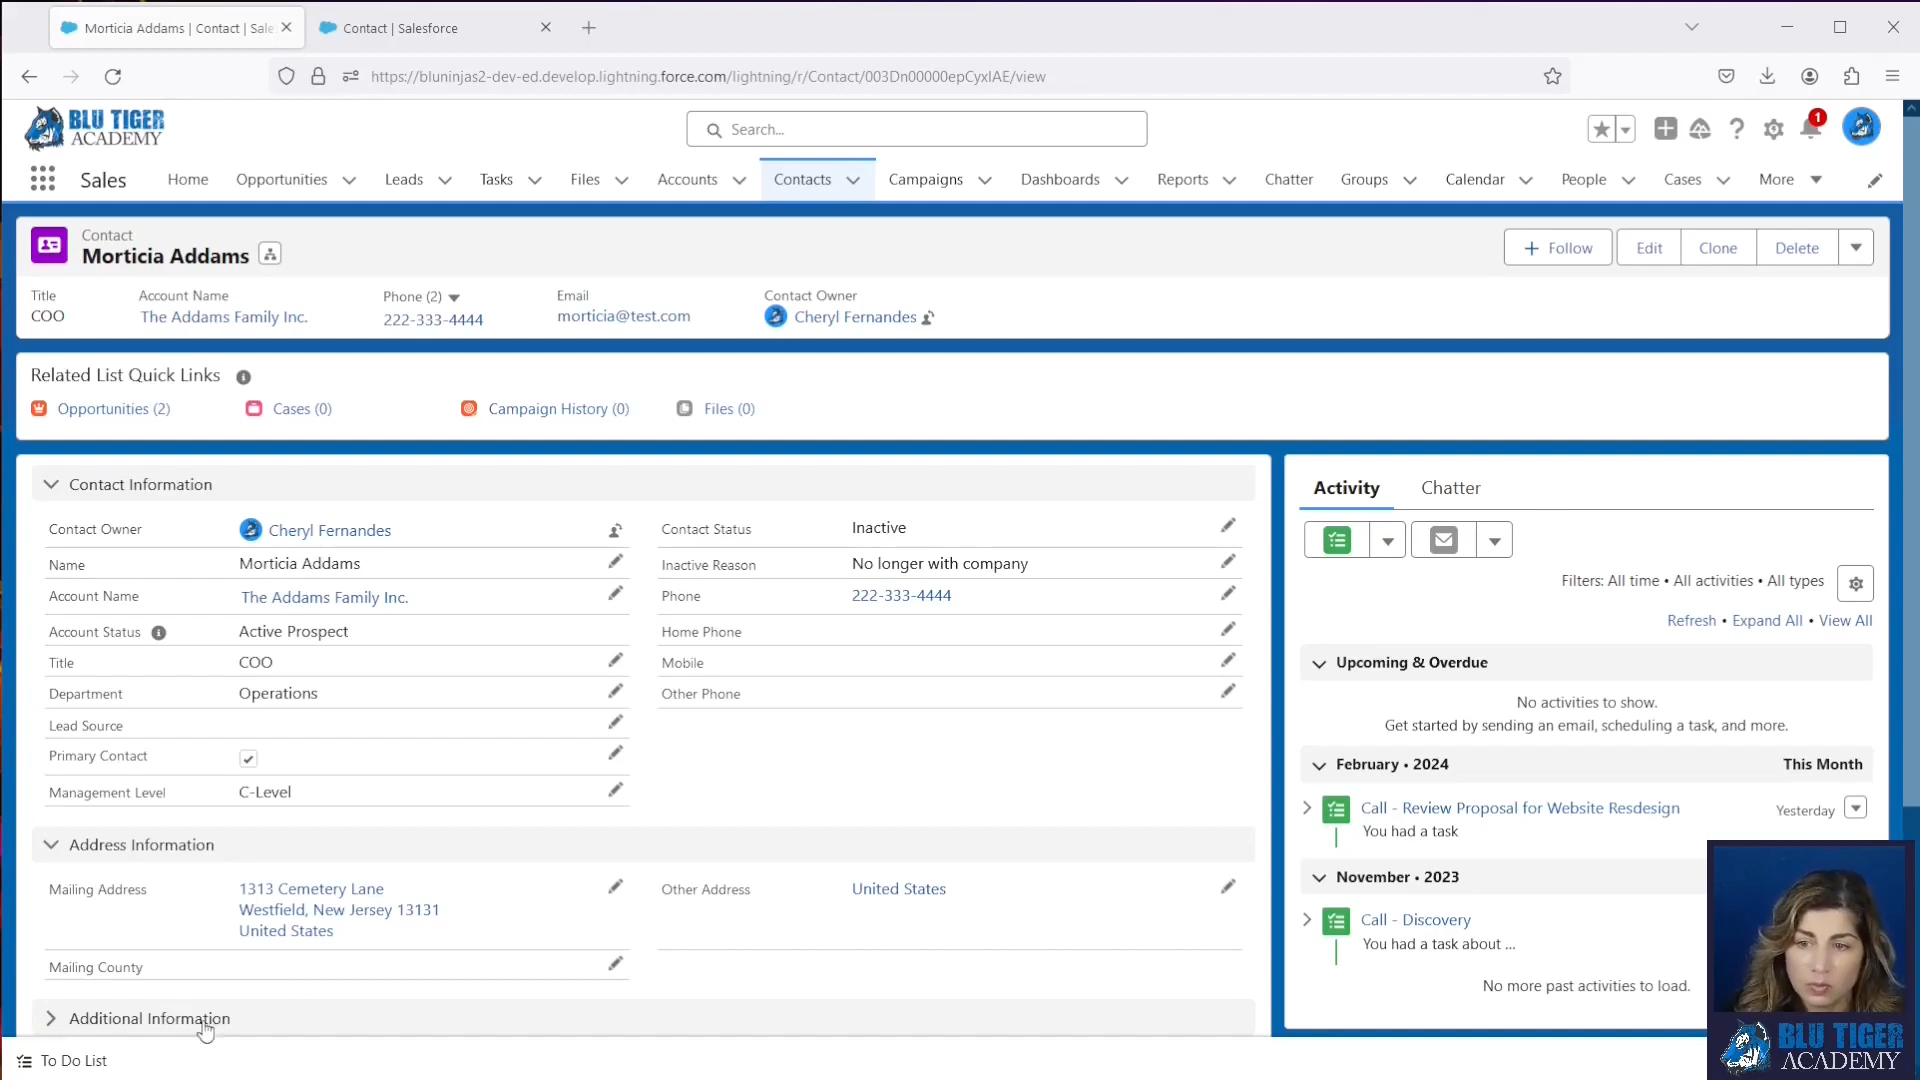 Morticia Addams | Contact | Sale
Contact | Salesforce
https://bluninjas2-dev-ed.develop.lightning.force.com/lightning/r/Contact/003Dn00000epCyxIAE/view
BLU TIGER
ACADEMY
Search...
1
Sales
Home
Opportunities
Leads
Tasks
Files
Accounts
Contacts
Campaigns
Dashboards
Reports
Chatter
Groups
Calendar
People
Cases
More
Contact
Morticia Addams
Follow
Edit
Clone
Delete
Title
COO
Account Name
The Addams Family Inc.
Phone (2)
222-333-4444
Email
morticia@test.com
Contact Owner
Cheryl Fernandes
Related List Quick Links
Opportunities (2)
Cases (0)
Campaign History (0)
Files (0)
Contact Information
Contact Owner
Cheryl Fernandes
Name
Morticia Addams
Account Name
The Addams Family Inc.
Account Status
Active Prospect
Title
COO
Department
Operations
Lead Source
Primary Contact
Management Level
C-Level
Contact Status
Inactive
Inactive Reason
No longer with company
Phone
222-333-4444
Home Phone
Mobile
Other Phone
Address Information
Mailing Address
1313 Cemetery Lane
Westfield, New Jersey 13131
United States
Other Address
United States
Mailing County
Additional Information
Activity
Chatter
Filters: All time • All activities • All types
Refresh • Expand All • View All
Upcoming & Overdue
No activities to show.
Get started by sending an email, scheduling a task, and more.
February • 2024
This Month
Call - Review Proposal for Website Resdesign
Yesterday
You had a task
November • 2023
Call - Discovery
You had a task about ...
No more past activities to load.
To Do List
BLU TIGER
ACADEMY